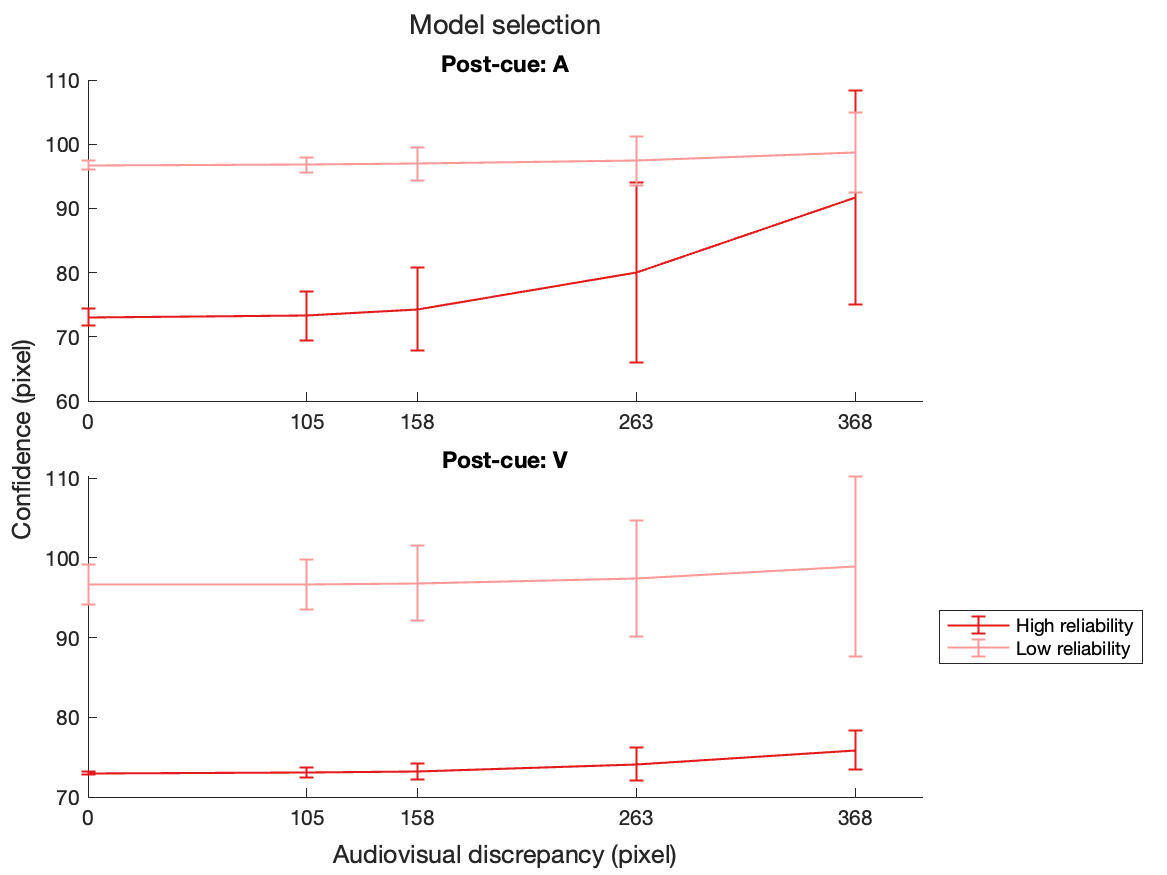 Model selection
Post-cue: A
110
100
90
80
70
60
0 105 158 263 368
Confidence (pixel)
Post-cue: V
110
100
90
80
70
0 105 158 263 368
Audiovisual discrepancy (pixel)
High reliability
Low reliability